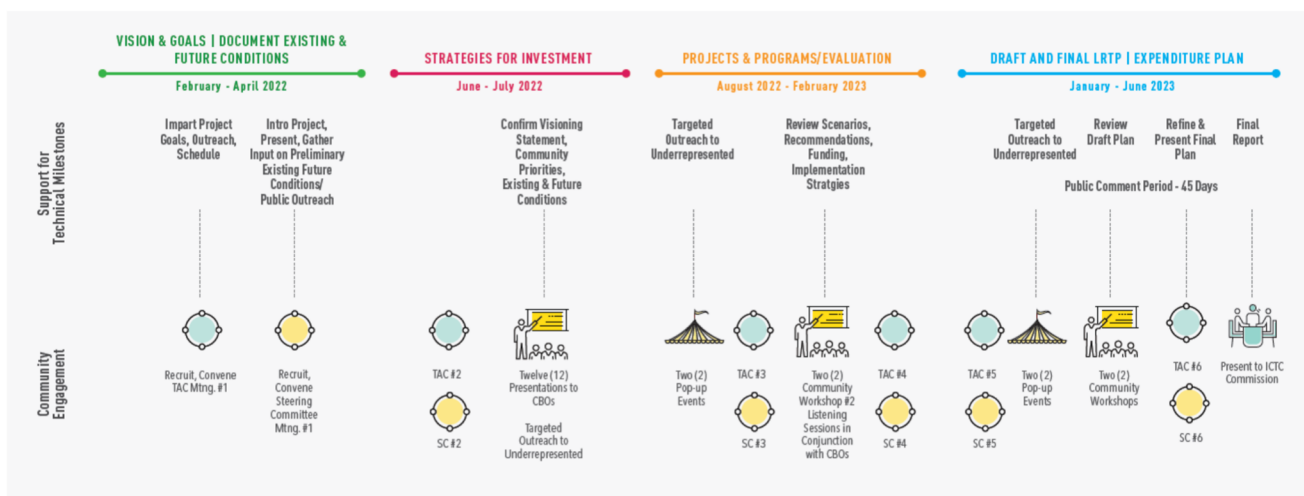 VISION & GOALS | DOCUMENT EXISTING &
FUTURE CONDITIONS
February - April 2022
STRATEGIES FOR INVESTMENT
June - July 2022
PROJECTS & PROGRAMS/EVALUATION
August 2022 - February 2023
DRAFT AND FINAL LRTP | EXPENDITURE PLAN
January - June 2023
Support for
Technical Milestones
Impart Project
Goals, Outreach,
Schedule
Intro Project,
Present, Gather
Input on Preliminary
Existing Future
Conditions/
Public Outreach
Confirm Visioning
Statement,
Community
Priorities,
Existing & Future
Conditions
Targeted
Outreach to
Underrepresented
Review Scenarios,
Recommendations,
Funding,
Implementation
Stratgies
Targeted
Outreach to
Underrepresented
Review
Draft Plan
Refine &
Present Final
Plan
Final
Report
Public Comment Period - 45 Days
Community
Engagement
Recruit, Convene
TAC Mtng. #1
Recruit,
Convene
Steering
Committee
Mtng. #1
TAC #2
SC #2
Twelve (12)
Presentations to
CBOs
Targeted
Outreach to
Underrepresented
Two (2)
Pop-up
Events
TAC #3
SC #3
Two (2)
Community
Workshop #2
Listening
Sessions in
Conjunction
with CBOs
TAC #4
SC #4
TAC #5
SC #5
Two (2)
Pop-up
Events
Two (2)
Community
Workshops
TAC #6
SC #6
Present to ICTC
Commission